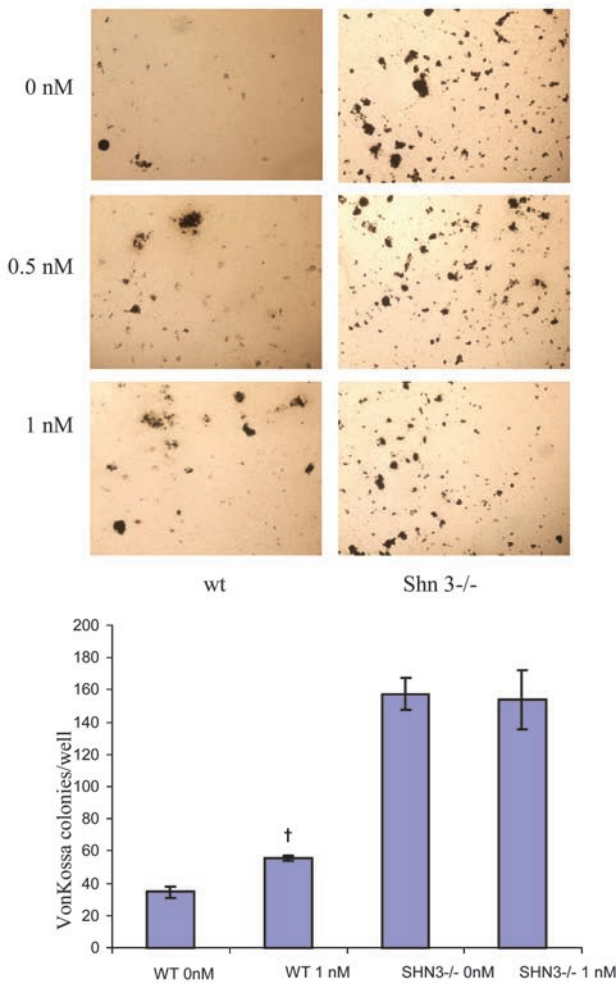 0 nM
0.5 nM
1 nM
wt Shn 3-/-
VonKossa colonies/well
200
180
160
140
120
100
80
60
40
20
0
†
WT 0nM WT 1 nM SHN3-/- 0nM SHN3-/- 1 nM